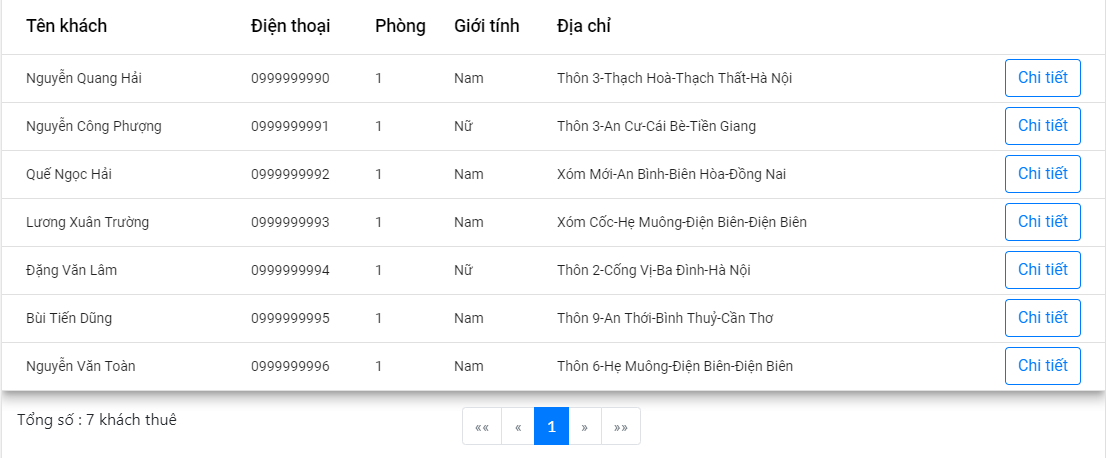 Tên khách Điện thoại Phòng Giới tính Địa chỉ
Nguyễn Quang Hải 0999999990 1 Nam Thôn 3-Thạch Hoà-Thạch Thất-Hà Nội Chi tiết
Nguyễn Công Phượng 0999999991 1 Nữ Thôn 3-An Cư-Cái Bè-Tiền Giang Chi tiết
Quế Ngọc Hải 0999999992 1 Nam Xóm Mới-An Bình-Biên Hòa-Đồng Nai Chi tiết
Lương Xuân Trường 0999999993 1 Nam Xóm Cốc-Hẹ Muông-Điện Biên-Điện Biên Chi tiết
Đặng Văn Lâm 0999999994 1 Nữ Thôn 2-Cống Vị-Ba Đình-Hà Nội Chi tiết
Bùi Tiến Dũng 0999999995 1 Nam Thôn 9-An Thới-Bình Thuỷ-Cần Thơ Chi tiết
Nguyễn Văn Toàn 0999999996 1 Nam Thôn 6-Hẹ Muông-Điện Biên-Điện Biên Chi tiết
Tổng số : 7 khách thuê «« « 1 » »»